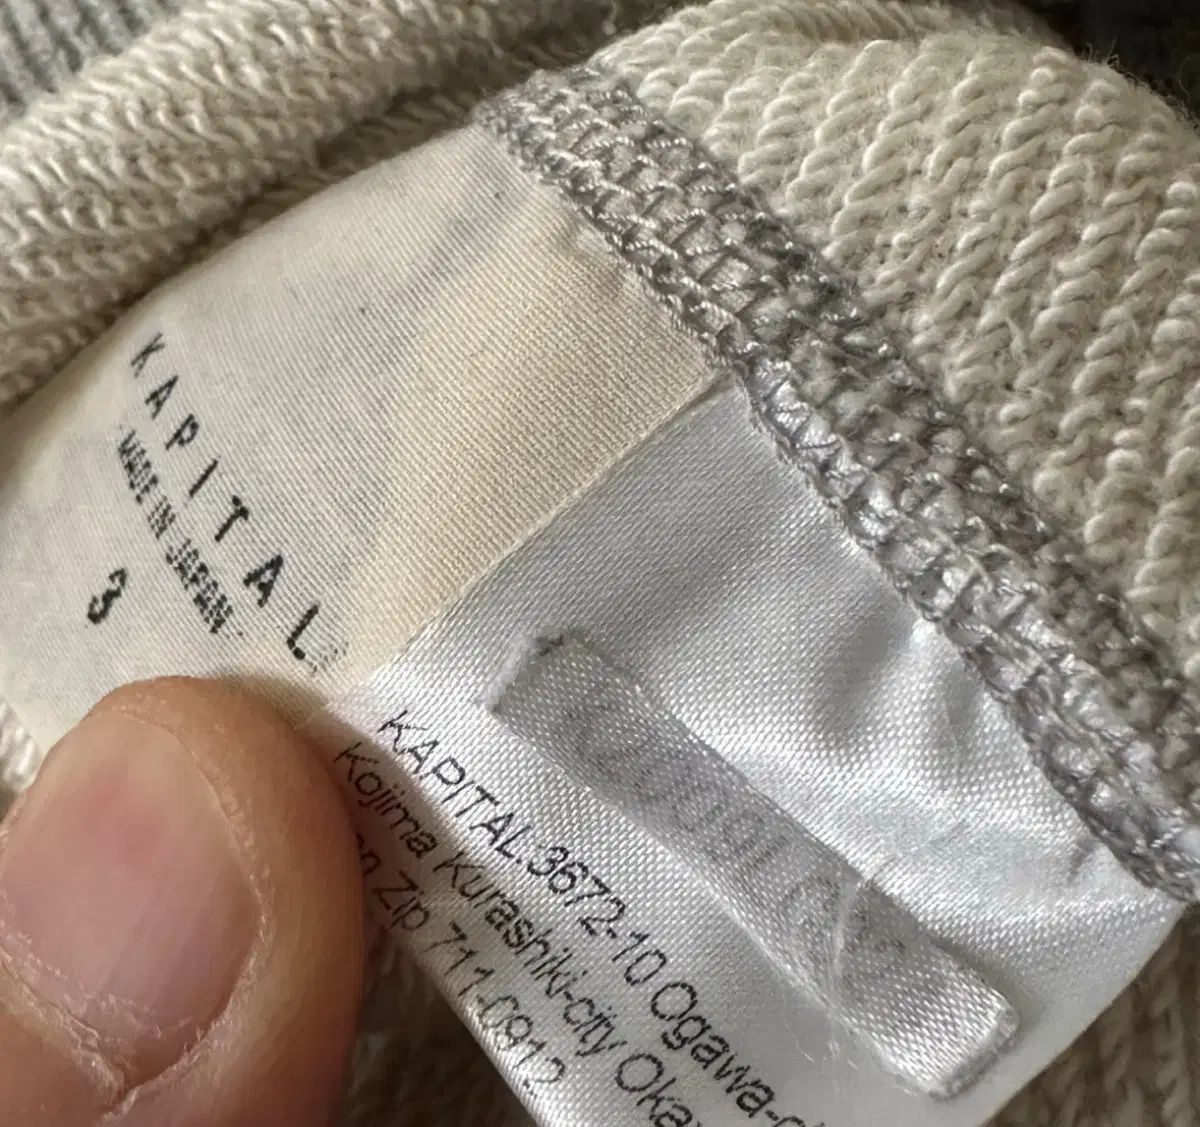 KAPITAL
MADE IN JAPAN
3
KAPITAL.3672-10 Ogawa-
Kojima Kurashiki-city Oka
Zip 711-0912